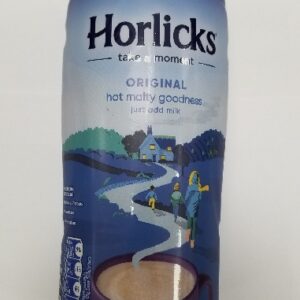 Horlicks
take a moment
ORIGINAL
hot malty goodness
just add milk